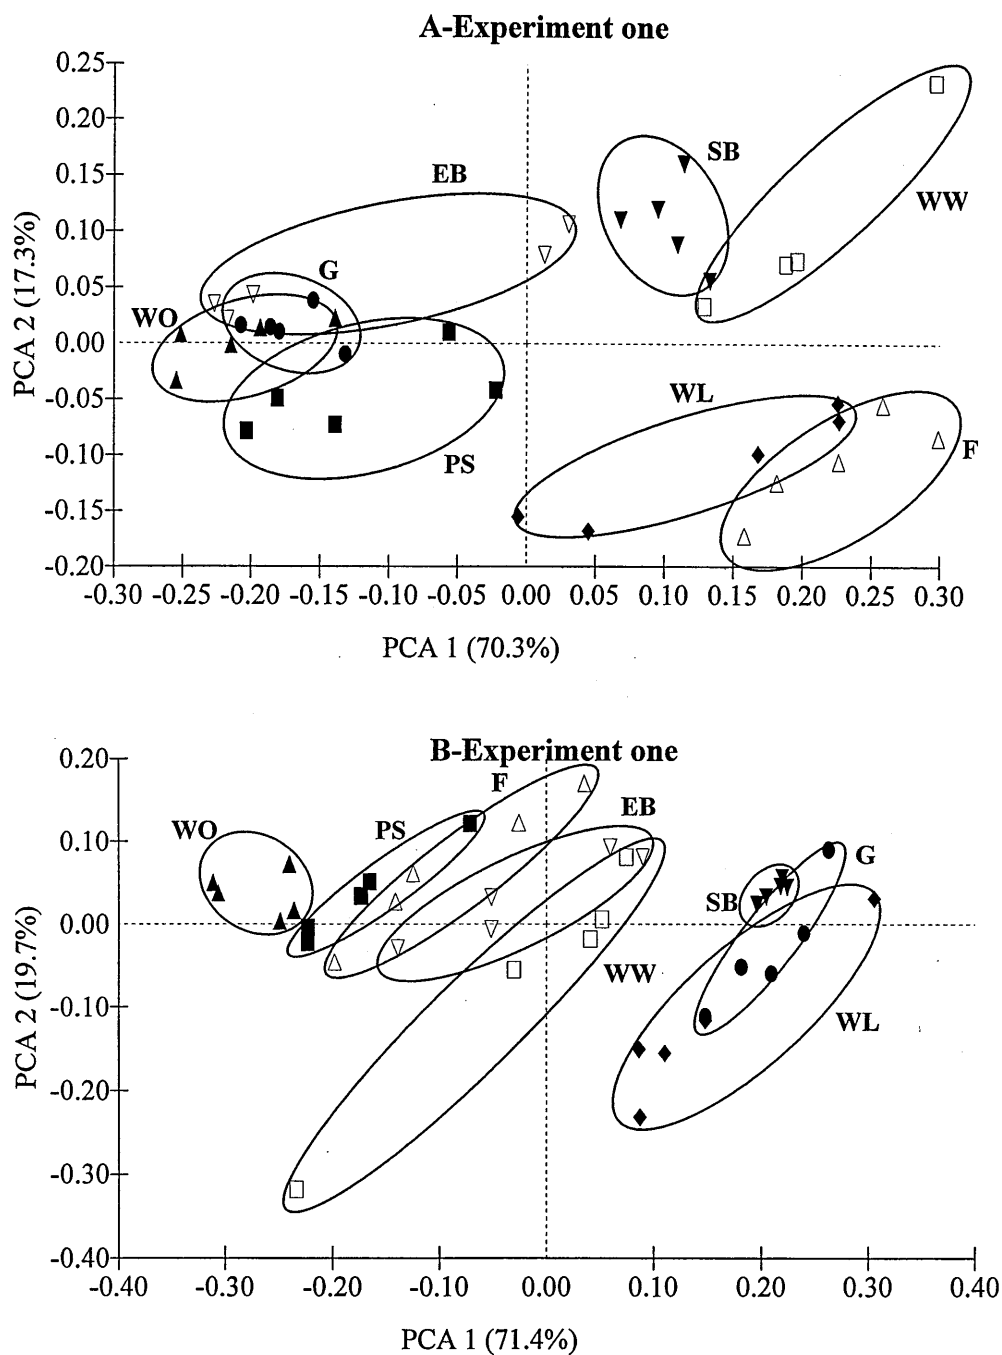 A-Experiment one
0.25
0.20
0.15
0.10
0.05
0.00
-0.05
-0.10
-0.15
-0.20
PCA 2 (17.3%)
EB
SB
WW
G
WO
WL
F
PS
-0.30 -0.25 -0.20 -0.15 -0.10 -0.05 0.00 0.05 0.10 0.15 0.20 0.25 0.30
PCA 1 (70.3%)
B-Experiment one
0.20
0.10
0.00
-0.10
-0.20
-0.30
-0.40
PCA 2 (19.7%)
F
EB
WO
PS
G
SB
WW
WL
-0.40 -0.30 -0.20 -0.10 0.00 0.10 0.20 0.30 0.40
PCA 1 (71.4%)